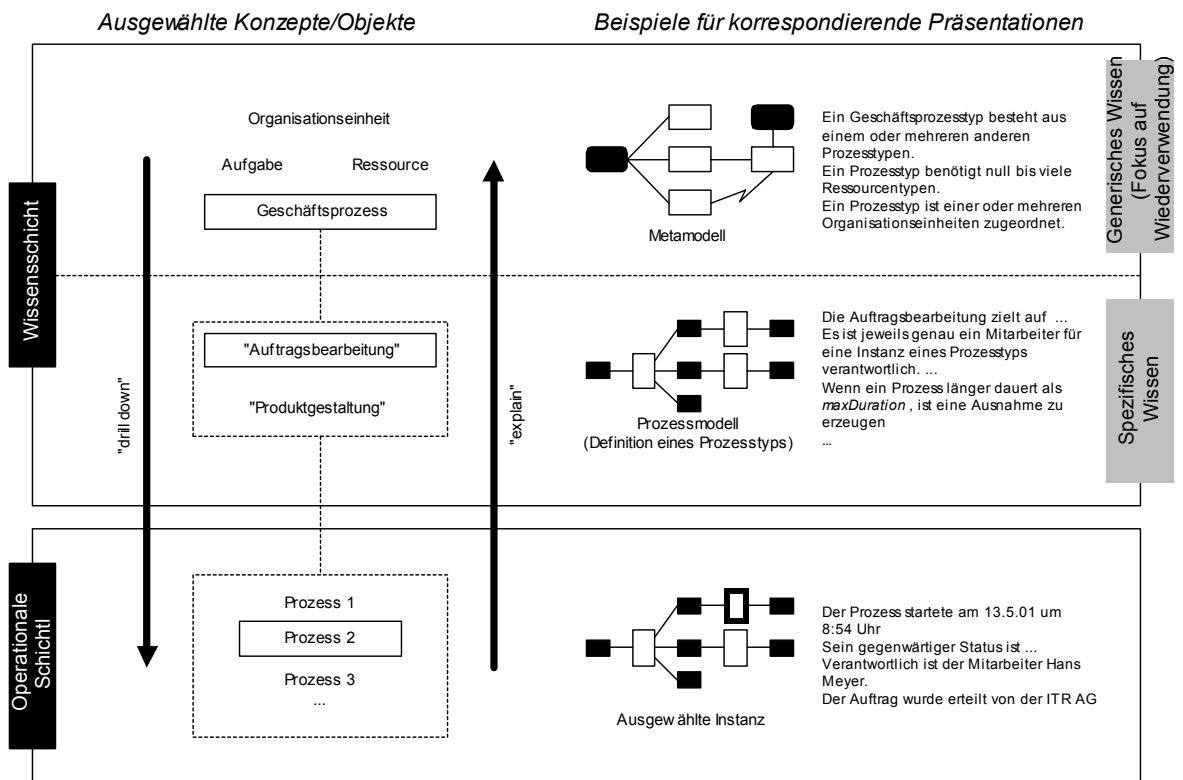 Ausgewählte Konzepte/Objekte
Beispiele für korrespondierende Präsentationen
Wissensschicht
"drill down"
Organisationseinheit
Aufgabe Ressource
Geschäftsprozess
"Auftragsbearbeitung"
"Produktgestaltung"
"explain"
Metamodell
Ein Geschäftsprozesstyp besteht aus
einem oder mehreren anderen
Prozesstypen.
Ein Prozesstyp benötigt null bis viele
Ressourcentypen.
Ein Prozesstyp ist einer oder mehreren
Organisationseinheiten zugeordnet.
Generisches Wissen
(Fokus auf
Wiederverwendung)
Prozessmodell
(Definition eines Prozesstyps)
Die Auftragsbearbeitung zielt auf ...
Es ist jeweils genau ein Mitarbeiter für
eine Instanz eines Prozesstyps
verantwortlich. ...
Wenn ein Prozess länger dauert als
maxDuration , ist eine Ausnahme zu
erzeugen
...
Spezifisches
Wissen
Operationale
Schichtl
Prozess 1
Prozess 2
Prozess 3
...
Ausgewählte Instanz
Der Prozess startete am 13.5.01 um
8:54 Uhr
Sein gegenwärtiger Status ist ...
Verantwortlich ist der Mitarbeiter Hans
Meyer.
Der Auftrag wurde erteilt von der ITR AG